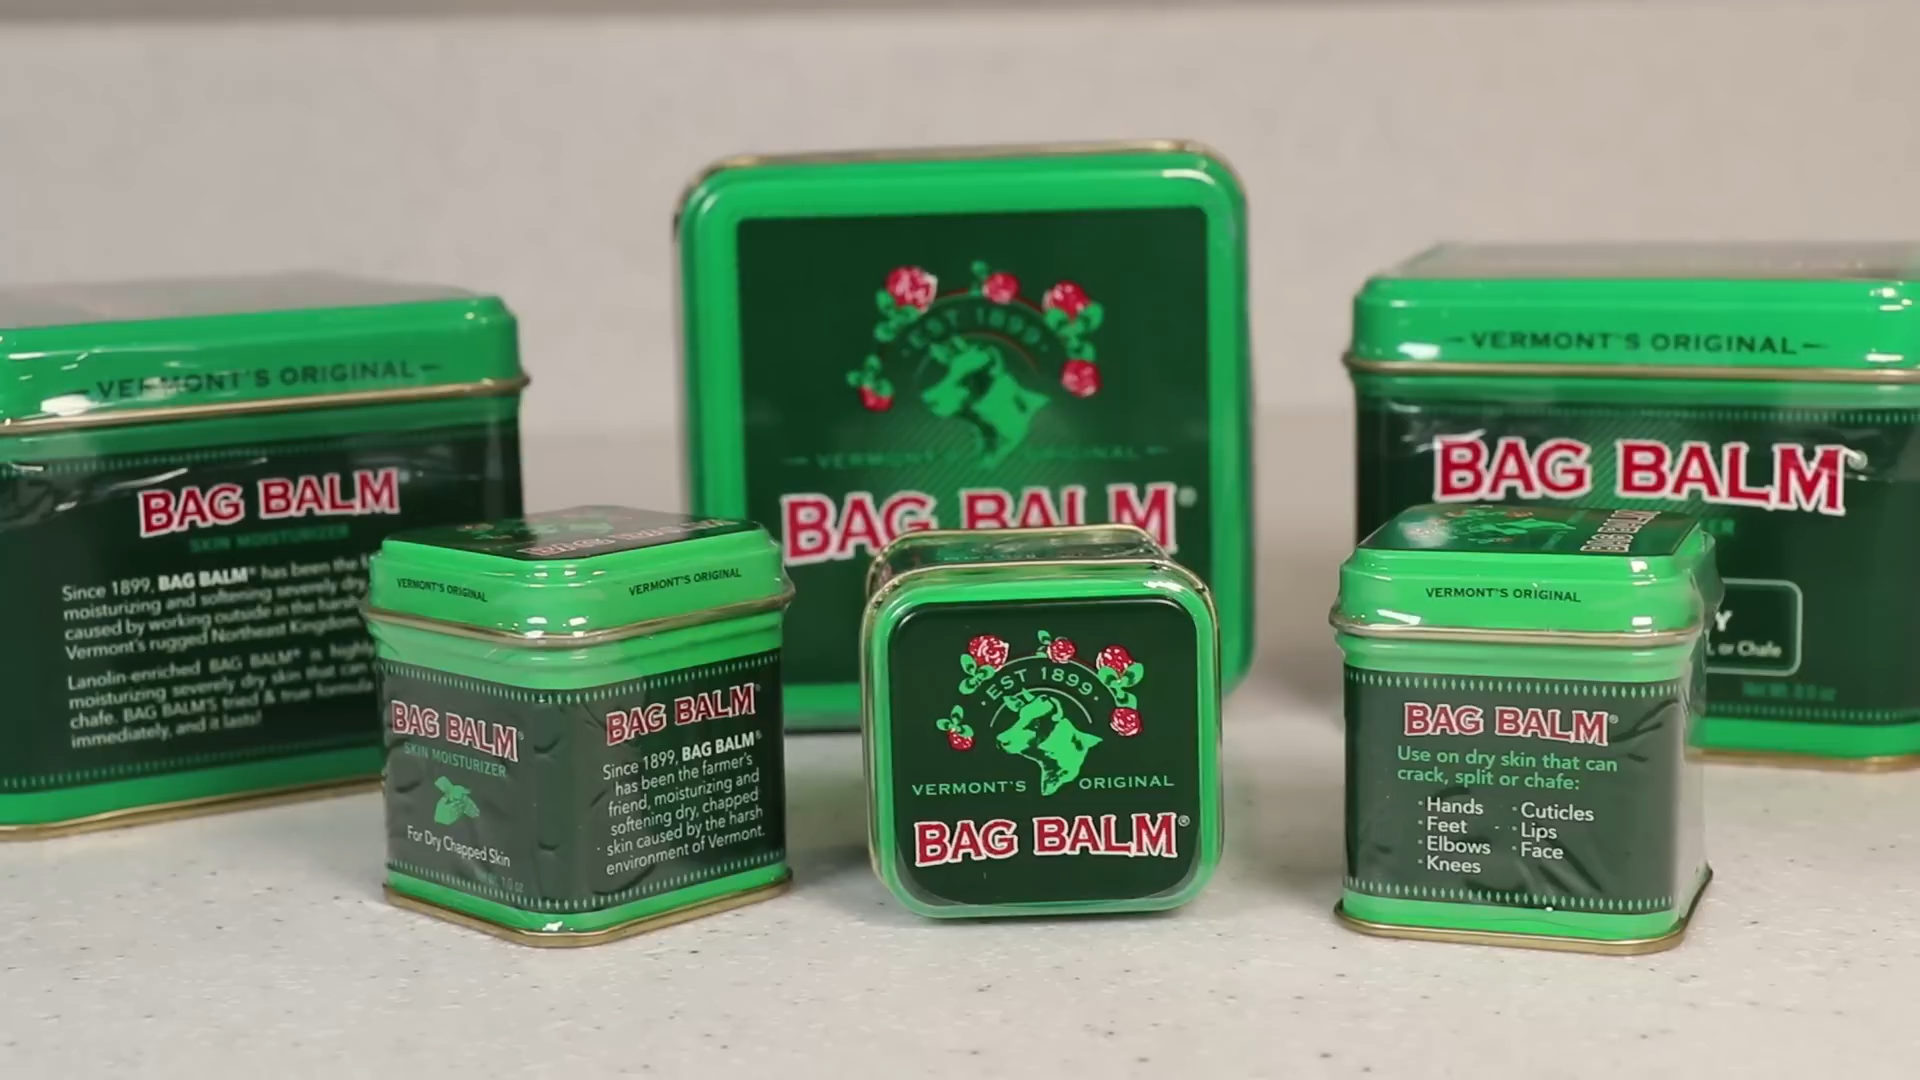 VERMONT'S ORIGINAL
BAG BALM®
SKIN MOISTURIZER
Since 1899, BAG BALM® has been the
moisturizing and softening severely dry
caused by working outside in the harsh
Vermont's rugged Northeast Kingdom
Lanolin-enriched BAG BALM® is highly
moisturizing severely dry skin that can
chafe. BAG BALM'S tried & true formula
immediately, and it lasts!
EST 1899
VERMONT'S ORIGINAL
BAG BALM®
VERMONT'S ORIGINAL
BAG BALM®
or Chafe
VERMONT'S ORIGINAL
VERMONT'S ORIGINAL
BAG BALM®
SKIN MOISTURIZER
For Dry Chapped Skin
BAG BALM®
Since 1899, BAG BALM®
has been the farmer's
friend, moisturizing and
softening dry, chapped
skin caused by the harsh
environment of Vermont.
EST 1899
VERMONT'S ORIGINAL
BAG BALM®
BAG BALM
VERMONT'S ORIGINAL
BAG BALM®
Use on dry skin that can
crack, split or chafe:
· Hands
· Feet
· Elbows
· Knees
· Cuticles
· Lips
· Face